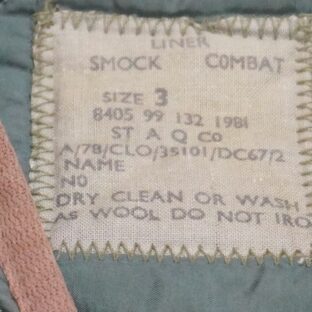 LINER
SMOCK COMBAT
SIZE 3
8405 99 132 1981
ST A Q CO
A/78/CLO/35101/DC67/2
NAME
NO
DRY CLEAN OR WASH
AS WOOL DO NOT IRO